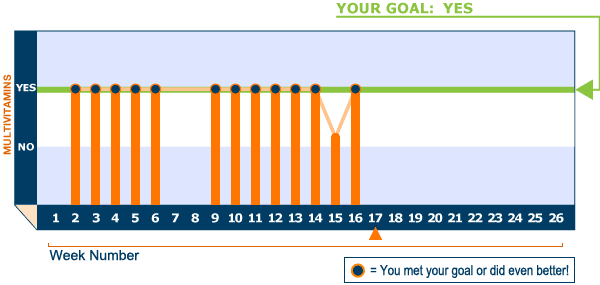 YOUR GOAL: YES
MULTIVITAMINS
YES
NO
1 2 3 4 5 6 7 8 9 10 11 12 13 14 15 16 17 18 19 20 21 22 23 24 25 26
Week Number
= You met your goal or did even better!